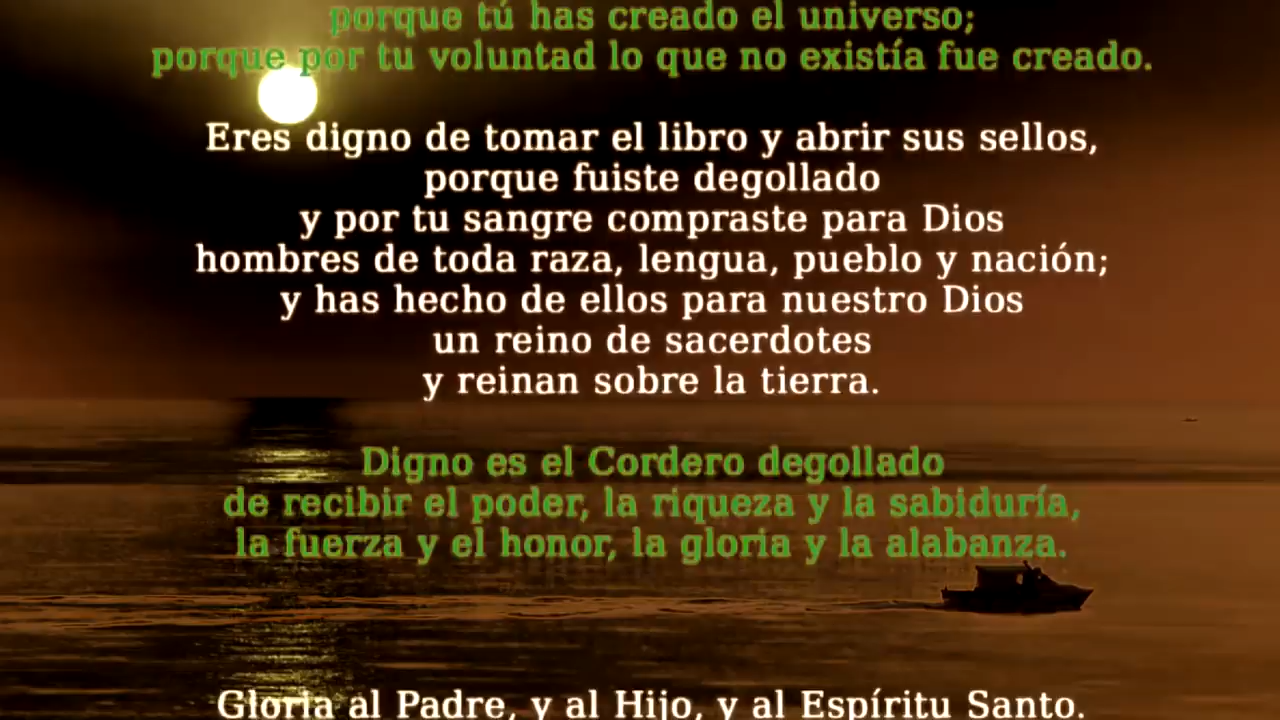 porque tú has creado el universo;
porque por tu voluntad lo que no existía fue creado.
Eres digno de tomar el libro y abrir sus sellos,
porque fuiste degollado
y por tu sangre compraste para Dios
hombres de toda raza, lengua, pueblo y nación;
y has hecho de ellos para nuestro Dios
un reino de sacerdotes
y reinan sobre la tierra.
Digno es el Cordero degollado
de recibir el poder, la riqueza y la sabiduría,
la fuerza y el honor, la gloria y la alabanza.
Gloria al Padre, y al Hijo, y al Espíritu Santo.